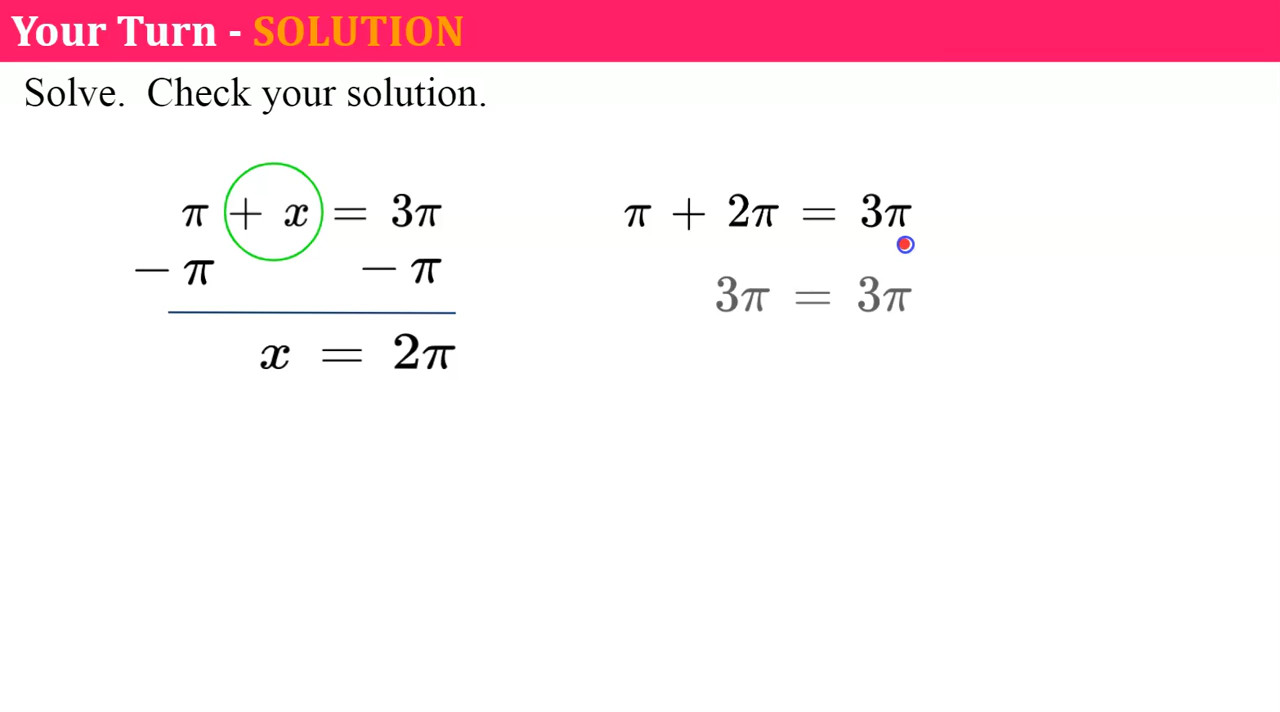 Your Turn - SOLUTION
Solve. Check your solution.
π + x = 3π
− π − π
x = 2π
π + 2π = 3π
3π = 3π